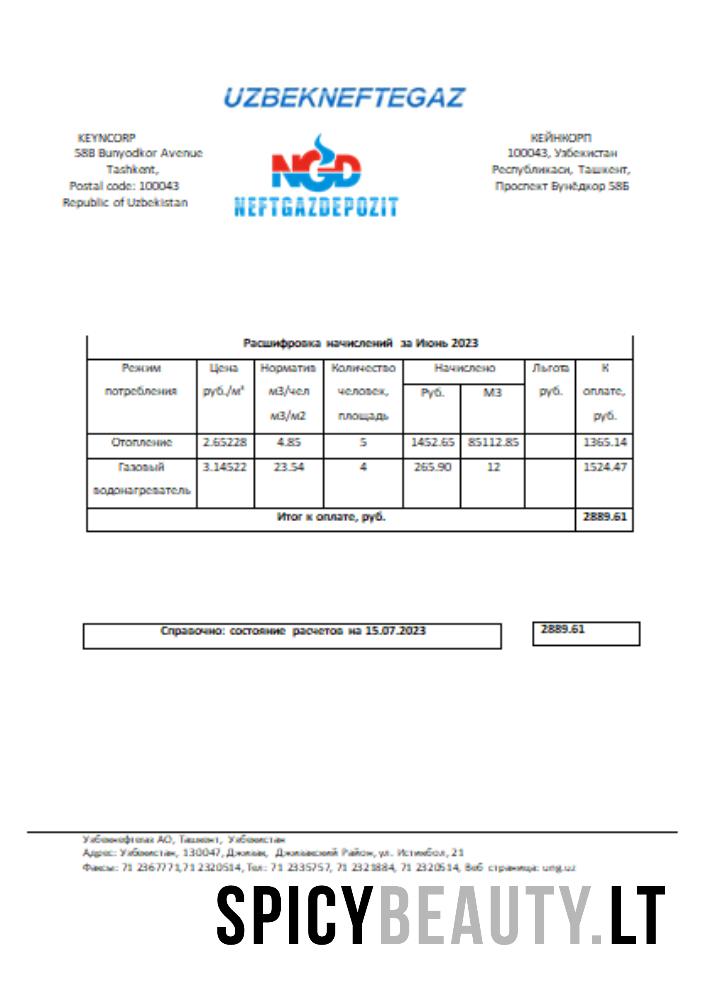 UZBEKNEFTEGAZ
KEYNCORP
58B Bunyodkor Avenue
Tashkent,
Postal code: 100043
Republic of Uzbekistan
NGD
NEFTGAZDEPOZIT
КЕЙНКОРП
100043, Узбекистан
Республикаси, Ташкент,
Проспект Бунёдкор 58Б
Расшифровка начислений за Июнь 2023
Режим потребления Цена руб./м³ Норматив м3/чел м3/м2 Количество человек, площадь Начислено Руб. М3 Льгота руб. К оплате, руб.
Отопление 2.65228 4.85 5 1452.65 85112.85 1365.14
Газовый водонагреватель 3.14522 23.54 4 265.90 12 1524.47
Итог к оплате, руб. 2889.61
Справочно: состояние расчетов на 15.07.2023 2889.61
Узбекнефтегаз АО, Ташкент, Узбекистан
Адрес: Узбекистан, 130047, Джизак, Джизакский Район, ул. Истикбол, 21
Факсы: 71 2367771,71 2320514, Тел: 71 2335757, 71 2321884, 71 2320514, Веб страница: ung.uz
SPICYBEAUTY.LT